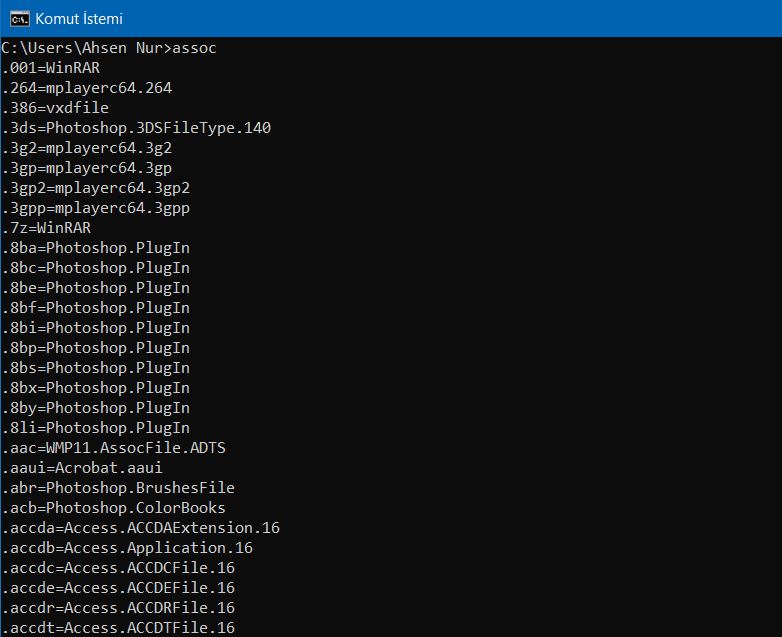 Komut İstemi
C:\Users\Ahsen Nur>assoc
.001=WinRAR
.264=mplayerc64.264
.386=vxdfile
.3ds=Photoshop.3DSFileType.140
.3g2=mplayerc64.3g2
.3gp=mplayerc64.3gp
.3gp2=mplayerc64.3gp2
.3gpp=mplayerc64.3gpp
.7z=WinRAR
.8ba=Photoshop.PlugIn
.8bc=Photoshop.PlugIn
.8be=Photoshop.PlugIn
.8bf=Photoshop.PlugIn
.8bi=Photoshop.PlugIn
.8bp=Photoshop.PlugIn
.8bs=Photoshop.PlugIn
.8bx=Photoshop.PlugIn
.8by=Photoshop.PlugIn
.8li=Photoshop.PlugIn
.aac=WMP11.AssocFile.ADTS
.aaui=Acrobat.aaui
.abr=Photoshop.BrushesFile
.acb=Photoshop.ColorBooks
.accda=Access.ACCDAExtension.16
.accdb=Access.Application.16
.accdc=Access.ACCDCFile.16
.accde=Access.ACCDEFile.16
.accdr=Access.ACCDRFile.16
.accdt=Access.ACCDTFile.16